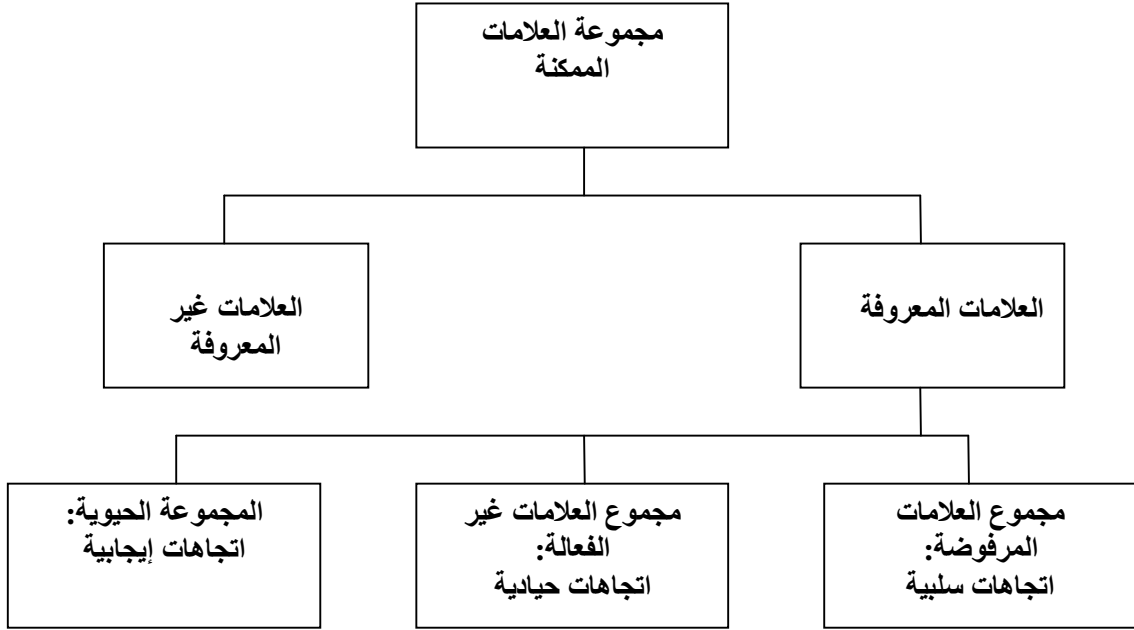 مجموعة العلامات
الممكنة
العلامات المعروفة
العلامات غير
المعروفة
مجموع العلامات
المرفوضة:
اتجاهات سلبية
مجموع العلامات غير
الفعالة:
اتجاهات حيادية
المجموعة الحيوية:
اتجاهات إيجابية